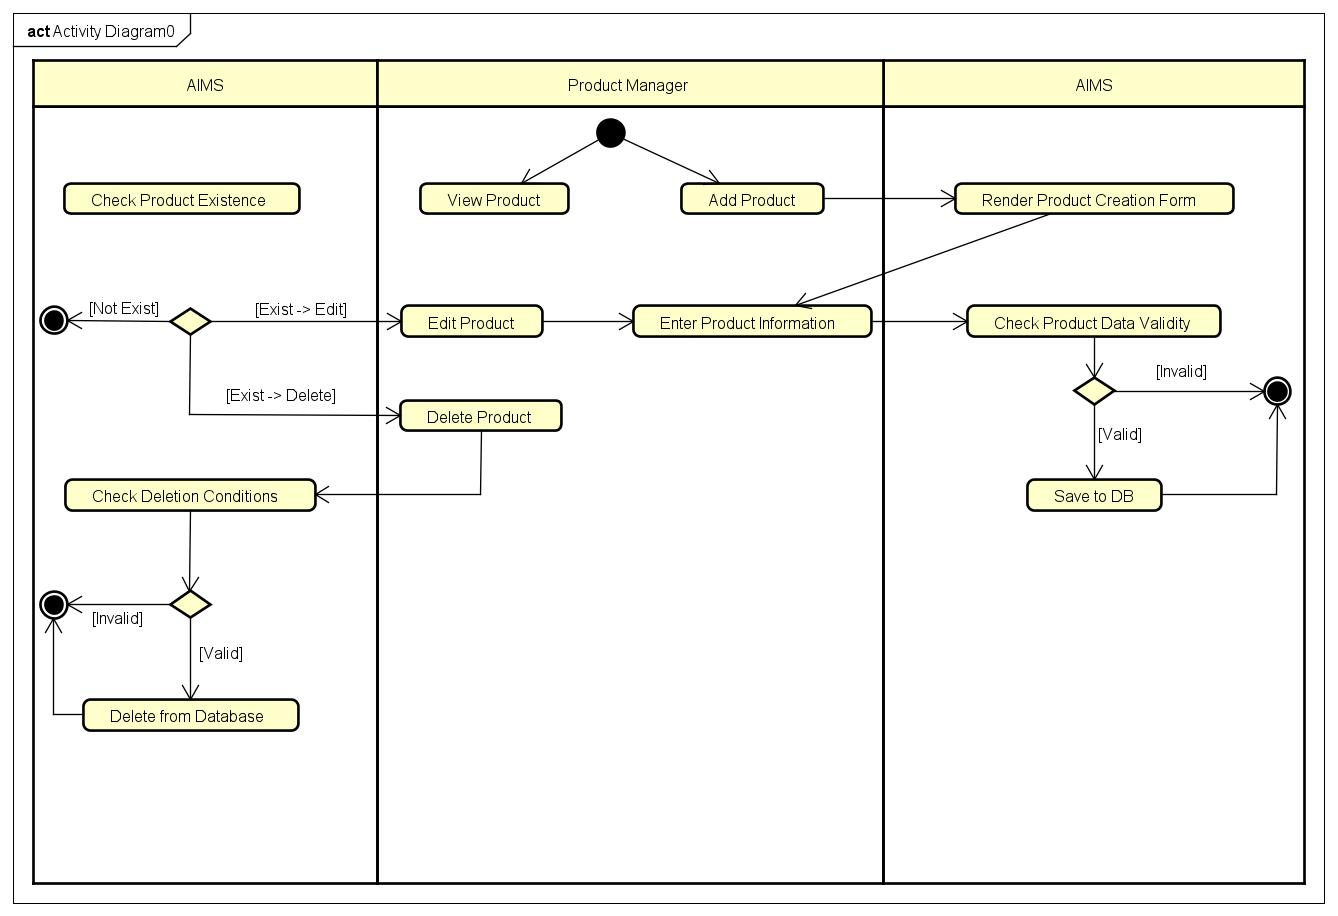 act Activity Diagram0
AIMS
Product Manager
AIMS
Check Product Existence
View Product
Add Product
Render Product Creation Form
[Not Exist]
[Exist -> Edit]
Edit Product
Enter Product Information
Check Product Data Validity
[Invalid]
[Exist -> Delete]
Delete Product
[Valid]
Check Deletion Conditions
Save to DB
[Invalid]
[Valid]
Delete from Database